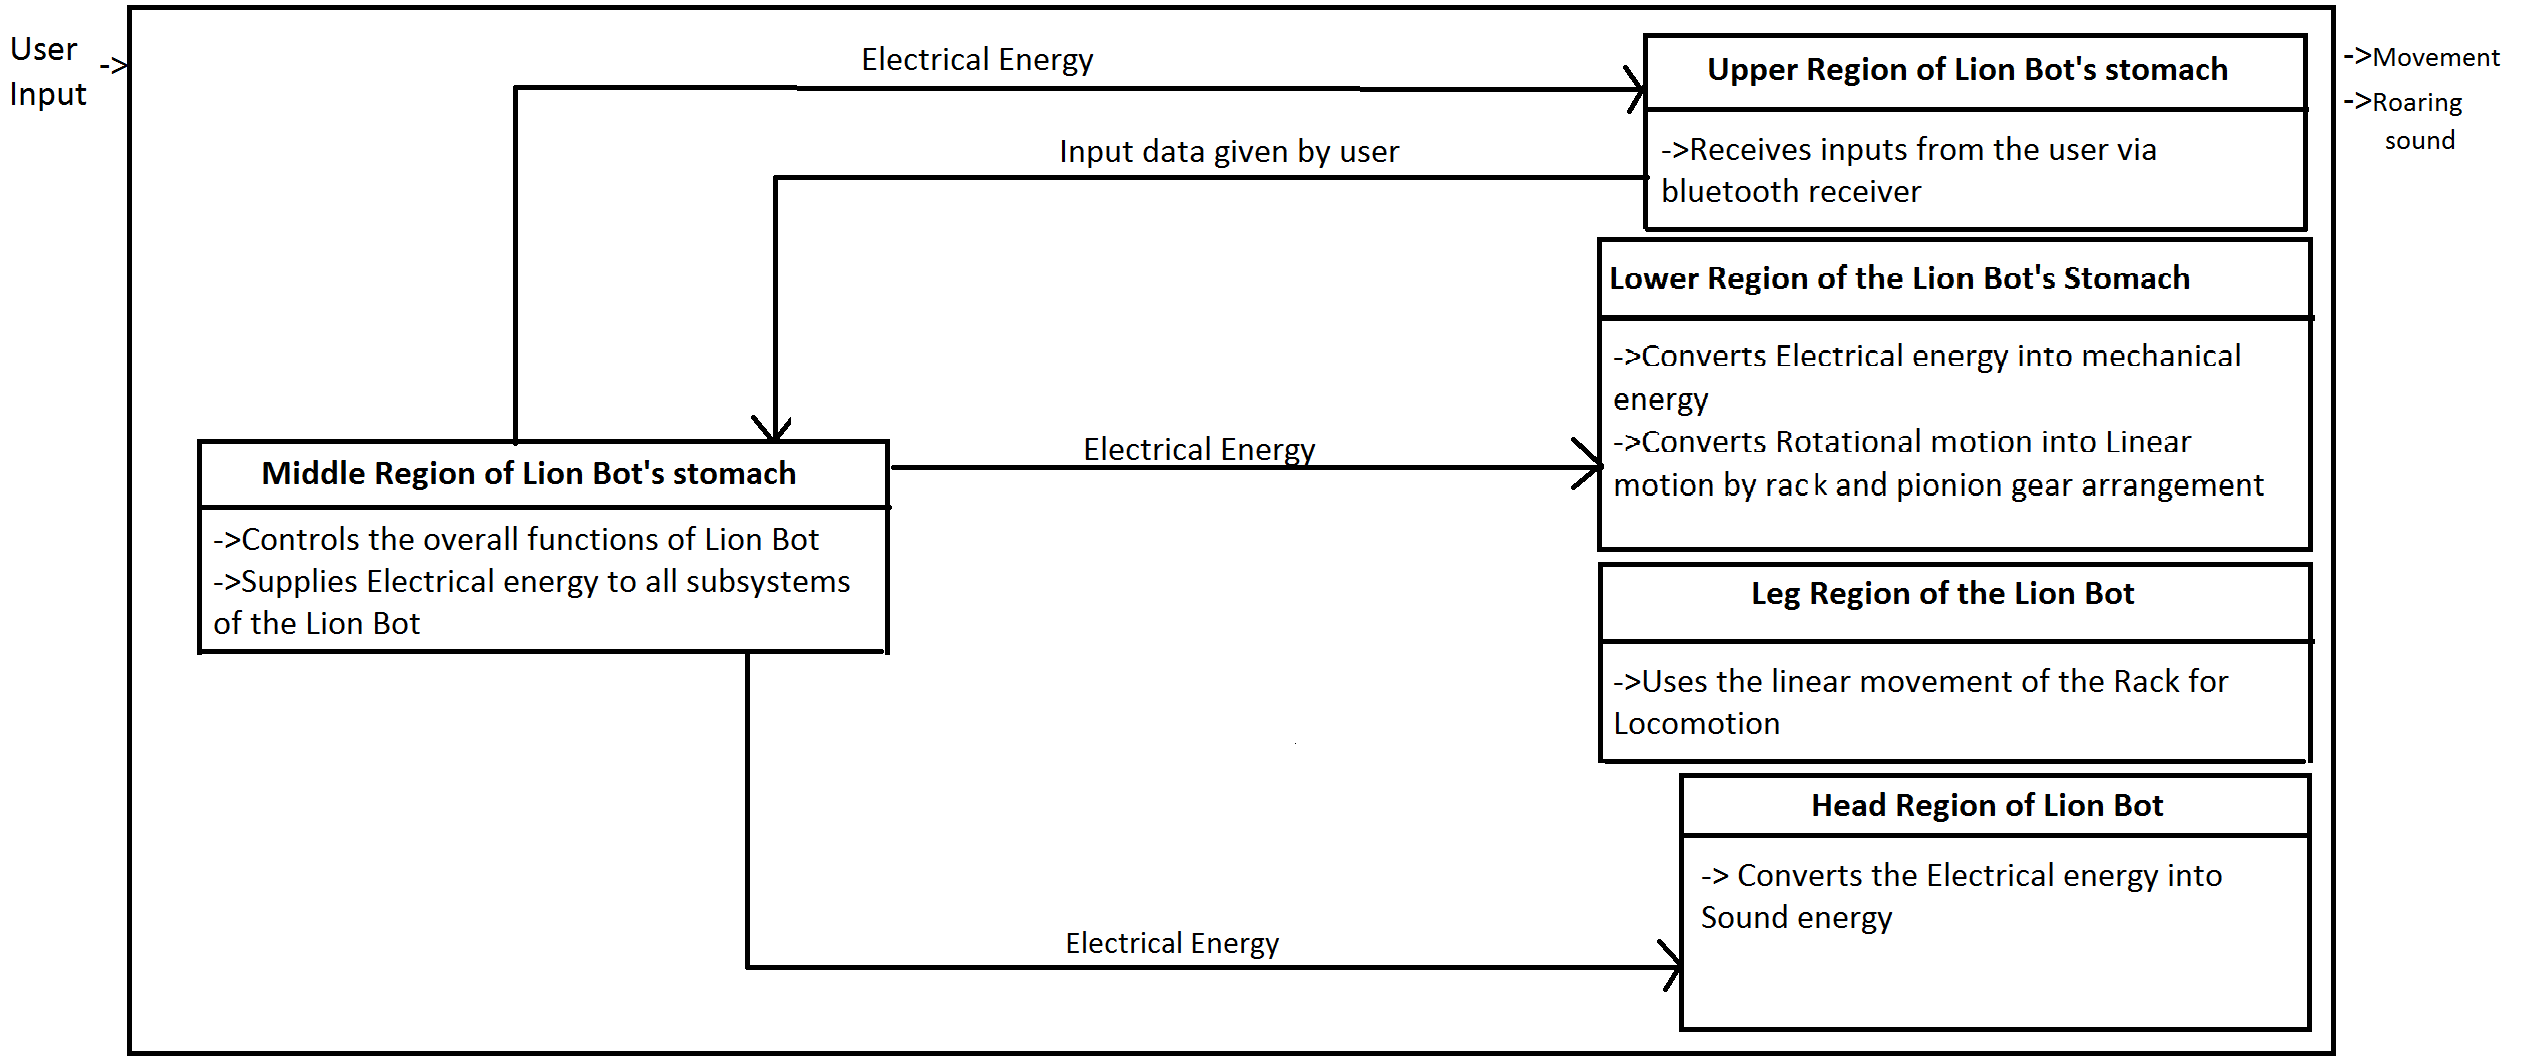 User
Input
->
Electrical Energy
Upper Region of Lion Bot's stomach
->Receives inputs from the user via
bluetooth receiver
Input data given by user
->Movement
->Roaring
sound
Lower Region of the Lion Bot's Stomach
->Converts Electrical energy into mechanical
energy
->Converts Rotational motion into Linear
motion by rack and pionion gear arrangement
Electrical Energy
Middle Region of Lion Bot's stomach
->Controls the overall functions of Lion Bot
->Supplies Electrical energy to all subsystems
of the Lion Bot
Leg Region of the Lion Bot
->Uses the linear movement of the Rack for
Locomotion
Head Region of Lion Bot
-> Converts the Electrical energy into
Sound energy
Electrical Energy